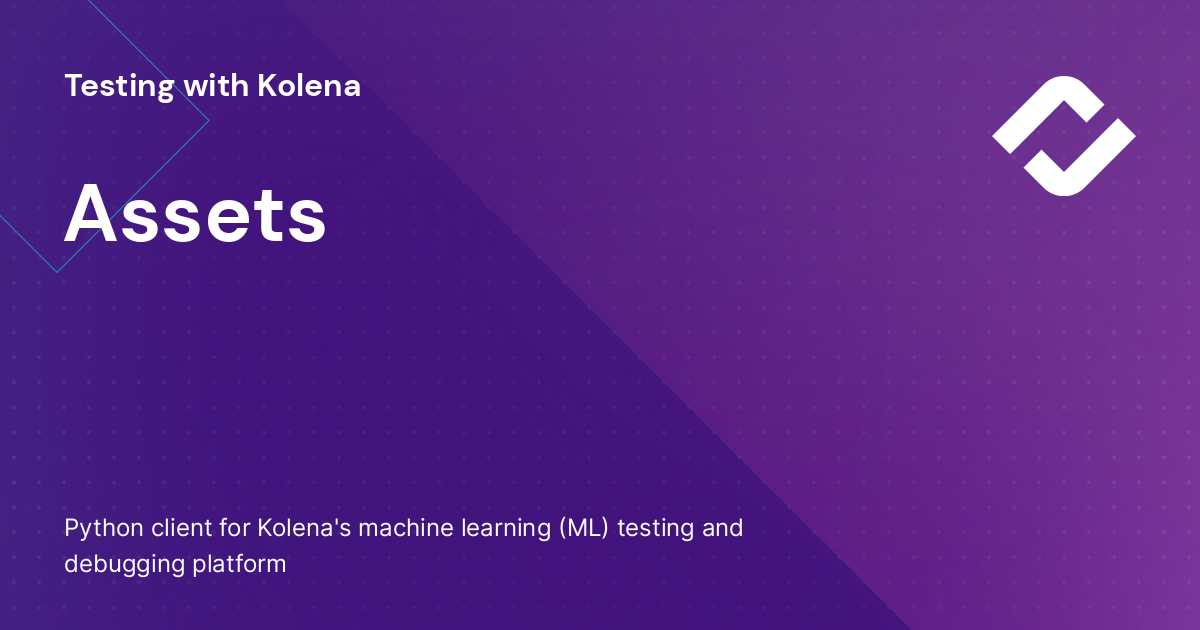 Testing with Kolena
Assets
Python client for Kolena's machine learning (ML) testing and
debugging platform